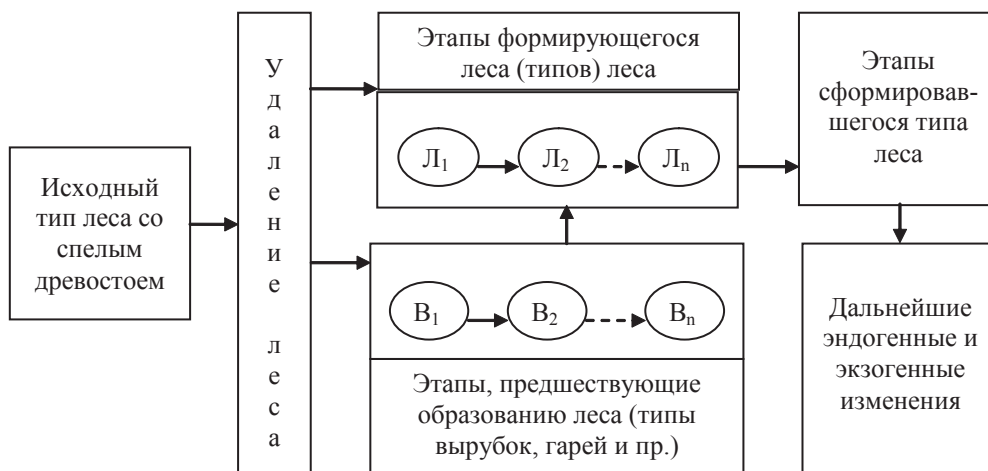 Исходный
тип леса со
спелым
древостоем
У
д
а
л
е
н
и
е
л
е
с
а
Этапы формирующегося
леса (типов) леса
Л1 Л2 Лn
В1 В2 Вn
Этапы, предшествующие
образованию леса (типы
вырубок, гарей и пр.)
Этапы
сформировав-
шегося типа
леса
Дальнейшие
эндогенные и
экзогенные
изменения